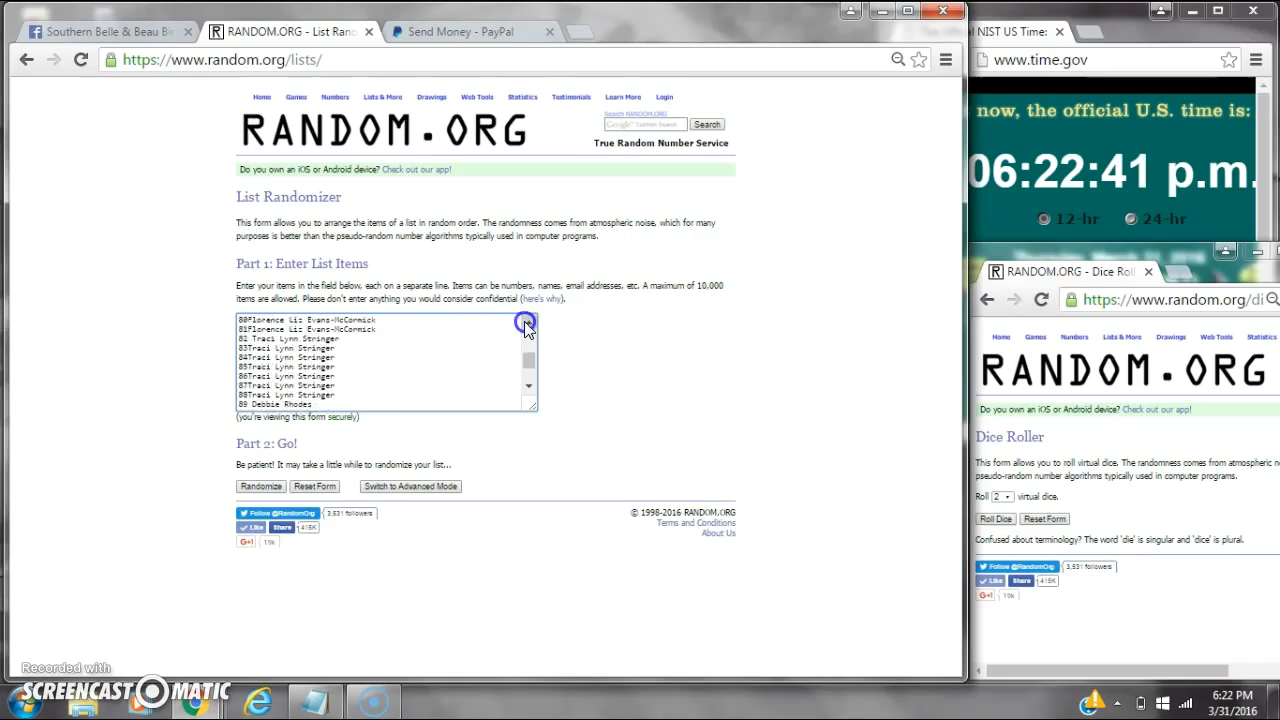 Southern Belle & Beau Bi
RANDOM.ORG - List Ran
Send Money - PayPal
NIST US Time:
https://www.random.org/lists/
www.time.gov
Home Games Numbers Lists & More Drawings Web Tools Statistics Testimonials Learn More Login
Search RANDOM.ORG
Google™ Custom Search
Search
RANDOM.ORG
True Random Number Service
Do you own an iOS or Android device? Check out our app!
List Randomizer
This form allows you to arrange the items of a list in random order. The randomness comes from atmospheric noise, which for many
purposes is better than the pseudo-random number algorithms typically used in computer programs.
Part 1: Enter List Items
Enter your items in the field below, each on a separate line. Items can be numbers, names, email addresses, etc. A maximum of 10,000
items are allowed. Please don't enter anything you would consider confidential (here's why).
80Florence Liz Evans-McCormick
81Florence Liz Evans-McCormick
82 Traci Lynn Stringer
83Traci Lynn Stringer
84Traci Lynn Stringer
85Traci Lynn Stringer
86Traci Lynn Stringer
87Traci Lynn Stringer
88Traci Lynn Stringer
89 Debbie Rhodes
(you're viewing this form securely)
Part 2: Go!
Be patient! It may take a little while to randomize your list...
Randomize Reset Form Switch to Advanced Mode
Follow @RandomOrg 3,531 followers
Like Share 415K
G+1 19k
© 1998-2016 RANDOM.ORG
Terms and Conditions
About Us
now, the official U.S. time is:
06:22:41 p.m.
12-hr 24-hr
RANDOM.ORG - Dice Roll
https://www.random.org/di
Home Games Numbers Lists & More Drawings Web Tools Statistics
RANDOM.ORG
Do you own an iOS or Android device? Check out our app!
Dice Roller
This form allows you to roll virtual dice. The randomness comes from atmospheric n
pseudo-random number algorithms typically used in computer programs.
Roll 2 virtual dice.
Roll Dice Reset Form
Confused about terminology? The word 'die' is singular and 'dice' is plural.
Follow @RandomOrg 3,531 followers
Like Share 415K
G+1 19k
Recorded with
SCREENCAST-O-MATIC
6:22 PM
3/31/2016